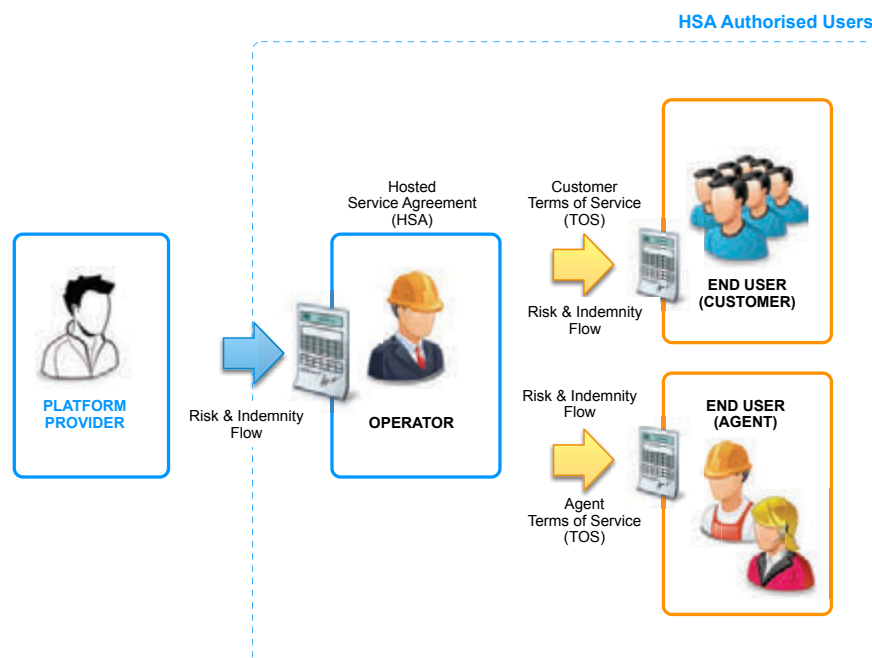 HSA Authorised Users
Hosted
Service Agreement
(HSA)
Customer
Terms of Service
(TOS)
Risk & Indemnity
Flow
END USER
(CUSTOMER)
PLATFORM
PROVIDER
Risk & Indemnity
Flow
OPERATOR
Risk & Indemnity
Flow
Agent
Terms of Service
(TOS)
END USER
(AGENT)